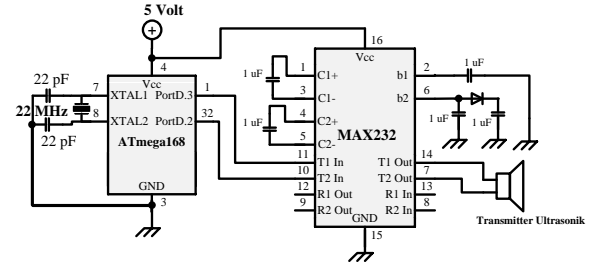 5 Volt
16
Vcc
4
Vcc
22 pF
7
XTAL1
PortD.3
1
22 MHz
8
XTAL2
PortD.2
32
22 pF
ATmega168
GND
3
1 uF
1
C1+
3
C1-
4
C2+
1 uF
5
C2-
MAX232
11
T1 In
10
T2 In
12
R1 Out
9
R2 Out
GND
15
b1
2
1 uF
b2
6
1 uF
1 uF
T1 Out
14
T2 Out
7
R1 In
13
R2 In
8
Transmitter Ultrasonik